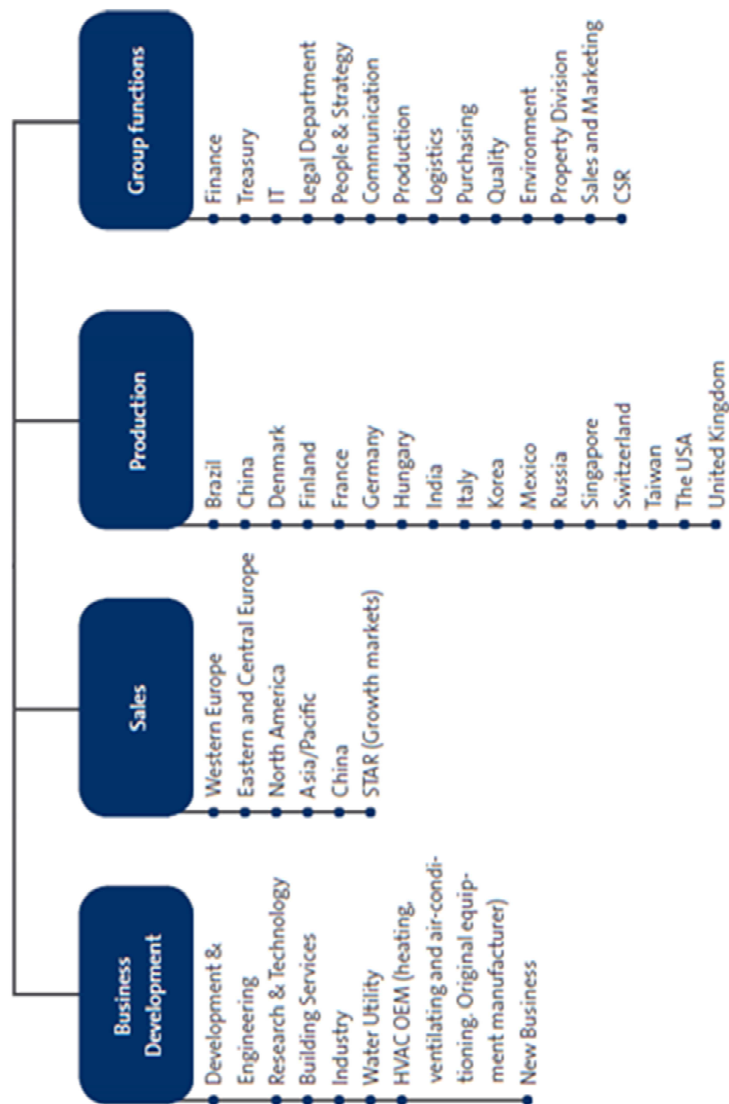 Business
Development
Development &
Engineering
Research & Technology
Building Services
Industry
Water Utility
HVAC OEM (heating,
ventilating and air-condi-
tioning. Original equip-
ment manufacturer)
New Business
Sales
Western Europe
Eastern and Central Europe
North America
Asia/Pacific
China
STAR (Growth markets)
Production
Brazil
China
Denmark
Finland
France
Germany
Hungary
India
Italy
Korea
Mexico
Russia
Singapore
Switzerland
Taiwan
The USA
United Kingdom
Group functions
Finance
Treasury
IT
Legal Department
People & Strategy
Communication
Production
Logistics
Purchasing
Quality
Environment
Property Division
Sales and Marketing
CSR